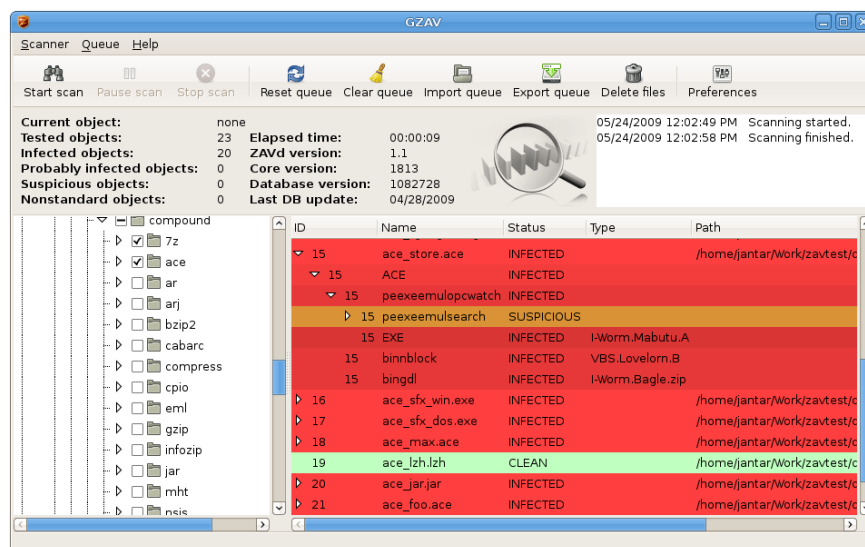 GZAV
Scanner Queue Help
Start scan Pause scan Stop scan Reset queue Clear queue Import queue Export queue Delete files Preferences
Current object: none
Tested objects: 23 Elapsed time: 00:00:09
Infected objects: 20 ZAVd version: 1.1
Probably infected objects: 0 Core version: 1813
Suspicious objects: 0 Database version: 1082728
Nonstandard objects: 0 Last DB update: 04/28/2009
05/24/2009 12:02:49 PM Scanning started.
05/24/2009 12:02:58 PM Scanning finished.
compound
7z
ace
ar
arj
bzip2
cabarc
compress
cpio
eml
gzip
infozip
jar
mht
nsis
ID Name Status Type Path
15 ace_store.ace INFECTED /home/jantar/Work/zavtest/c
15 ACE INFECTED
15 peexeemulopcwatch INFECTED
15 peexeemulsearch SUSPICIOUS
15 EXE INFECTED I-Worm.Mabutu.A
15 binnblock INFECTED VBS.Lovelorn.B
15 bingdl INFECTED I-Worm.Bagle.zip
16 ace_sfx_win.exe INFECTED /home/jantar/Work/zavtest/c
17 ace_sfx_dos.exe INFECTED /home/jantar/Work/zavtest/c
18 ace_max.ace INFECTED /home/jantar/Work/zavtest/c
19 ace_lzh.lzh CLEAN /home/jantar/Work/zavtest/c
20 ace_jar.jar INFECTED /home/jantar/Work/zavtest/c
21 ace_foo.ace INFECTED /home/jantar/Work/zavtest/c